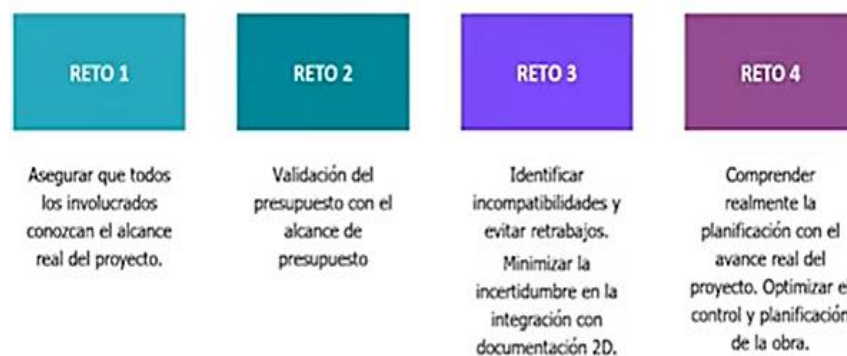 RETO 1
Asegurar que todos
los involucrados
conozcan el alcance
real del proyecto.
RETO 2
Validación del
presupuesto con el
alcance de
presupuesto
RETO 3
Identificar
incompatibilidades y
evitar retrabajos.
Minimizar la
incertidumbre en la
integración con
documentación 2D.
RETO 4
Comprender
realmente la
planificación con el
avance real del
proyecto. Optimizar el
control y planificación
de la obra.